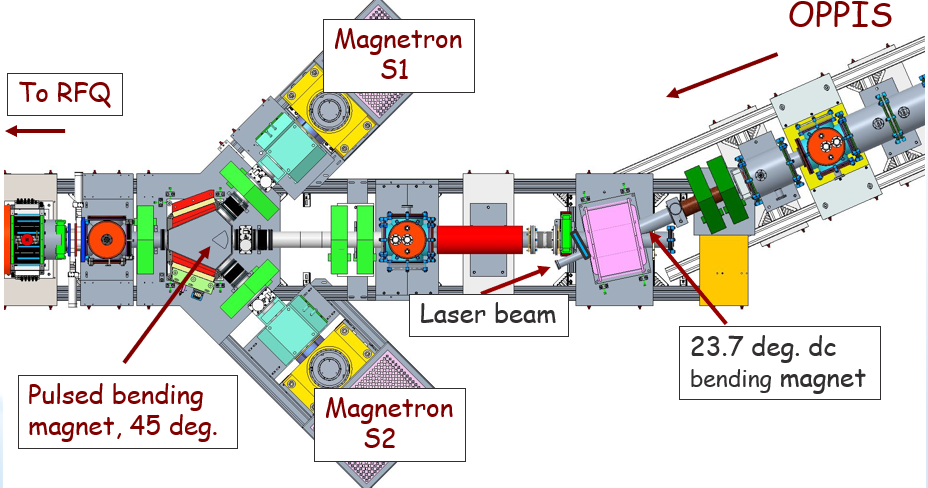 OPPIS
Magnetron
S1
To RFQ
Laser beam
23.7 deg. dc
bending magnet
Pulsed bending
magnet, 45 deg.
Magnetron
S2